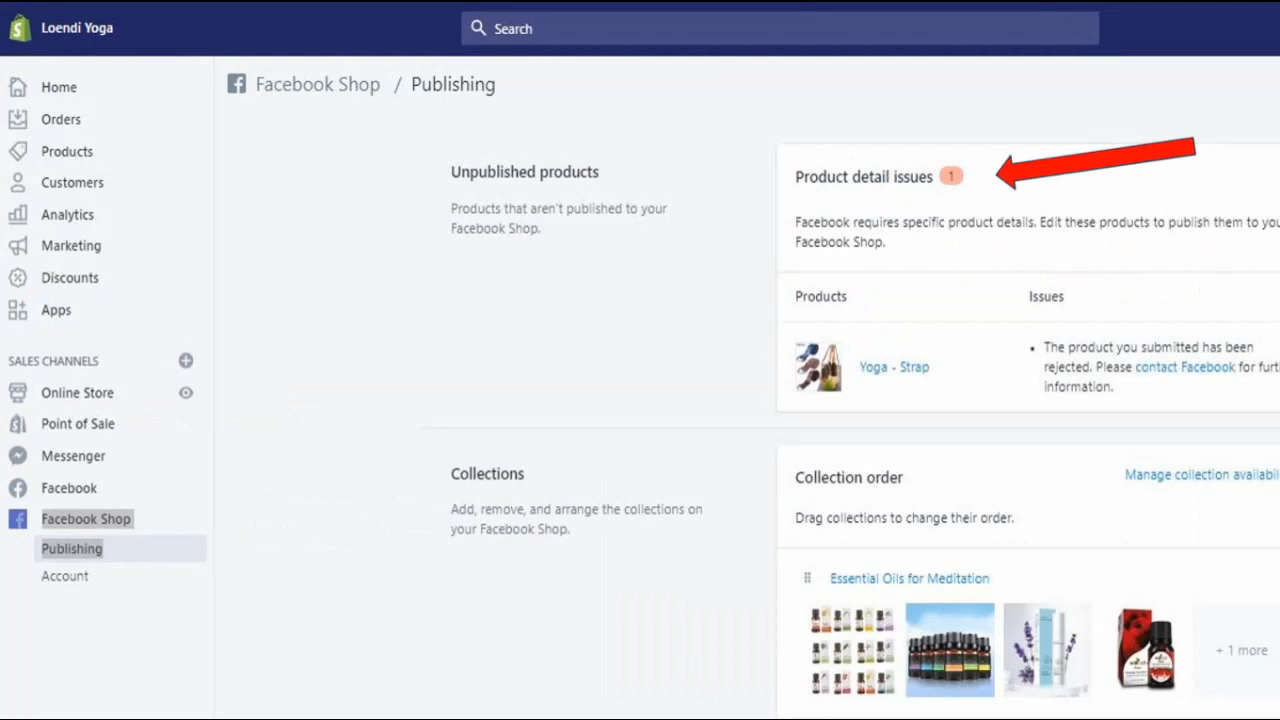 Loendi Yoga
Search
Home
Orders
Products
Customers
Analytics
Marketing
Discounts
Apps
SALES CHANNELS
Online Store
Point of Sale
Messenger
Facebook
Facebook Shop
Publishing
Account
Facebook Shop / Publishing
Unpublished products
Products that aren't published to your
Facebook Shop.
Product detail issues 1
Facebook requires specific product details. Edit these products to publish them to you
Facebook Shop.
Products Issues
Yoga - Strap
• The product you submitted has been
rejected. Please contact Facebook for furt
information.
Collections
Add, remove, and arrange the collections on
your Facebook Shop.
Collection order
Manage collection availabil
Drag collections to change their order.
Essential Oils for Meditation
+ 1 more